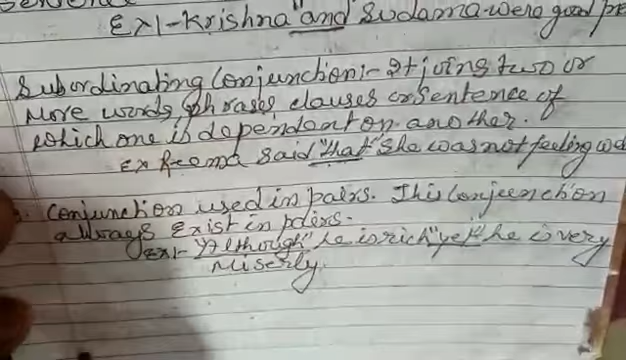 Ex1-Krishna "and" Sudama were good
Subordinating Conjunction:- It joins two or
More words, phrases clauses or sentence of
which one is dependent on another.
Ex Reema said "that" she was not feeling
Conjunction used in pairs. This Conjeenction
always Exist in pairs.
Ex1- "Although" he is rich "yet" he is very
Miserly.